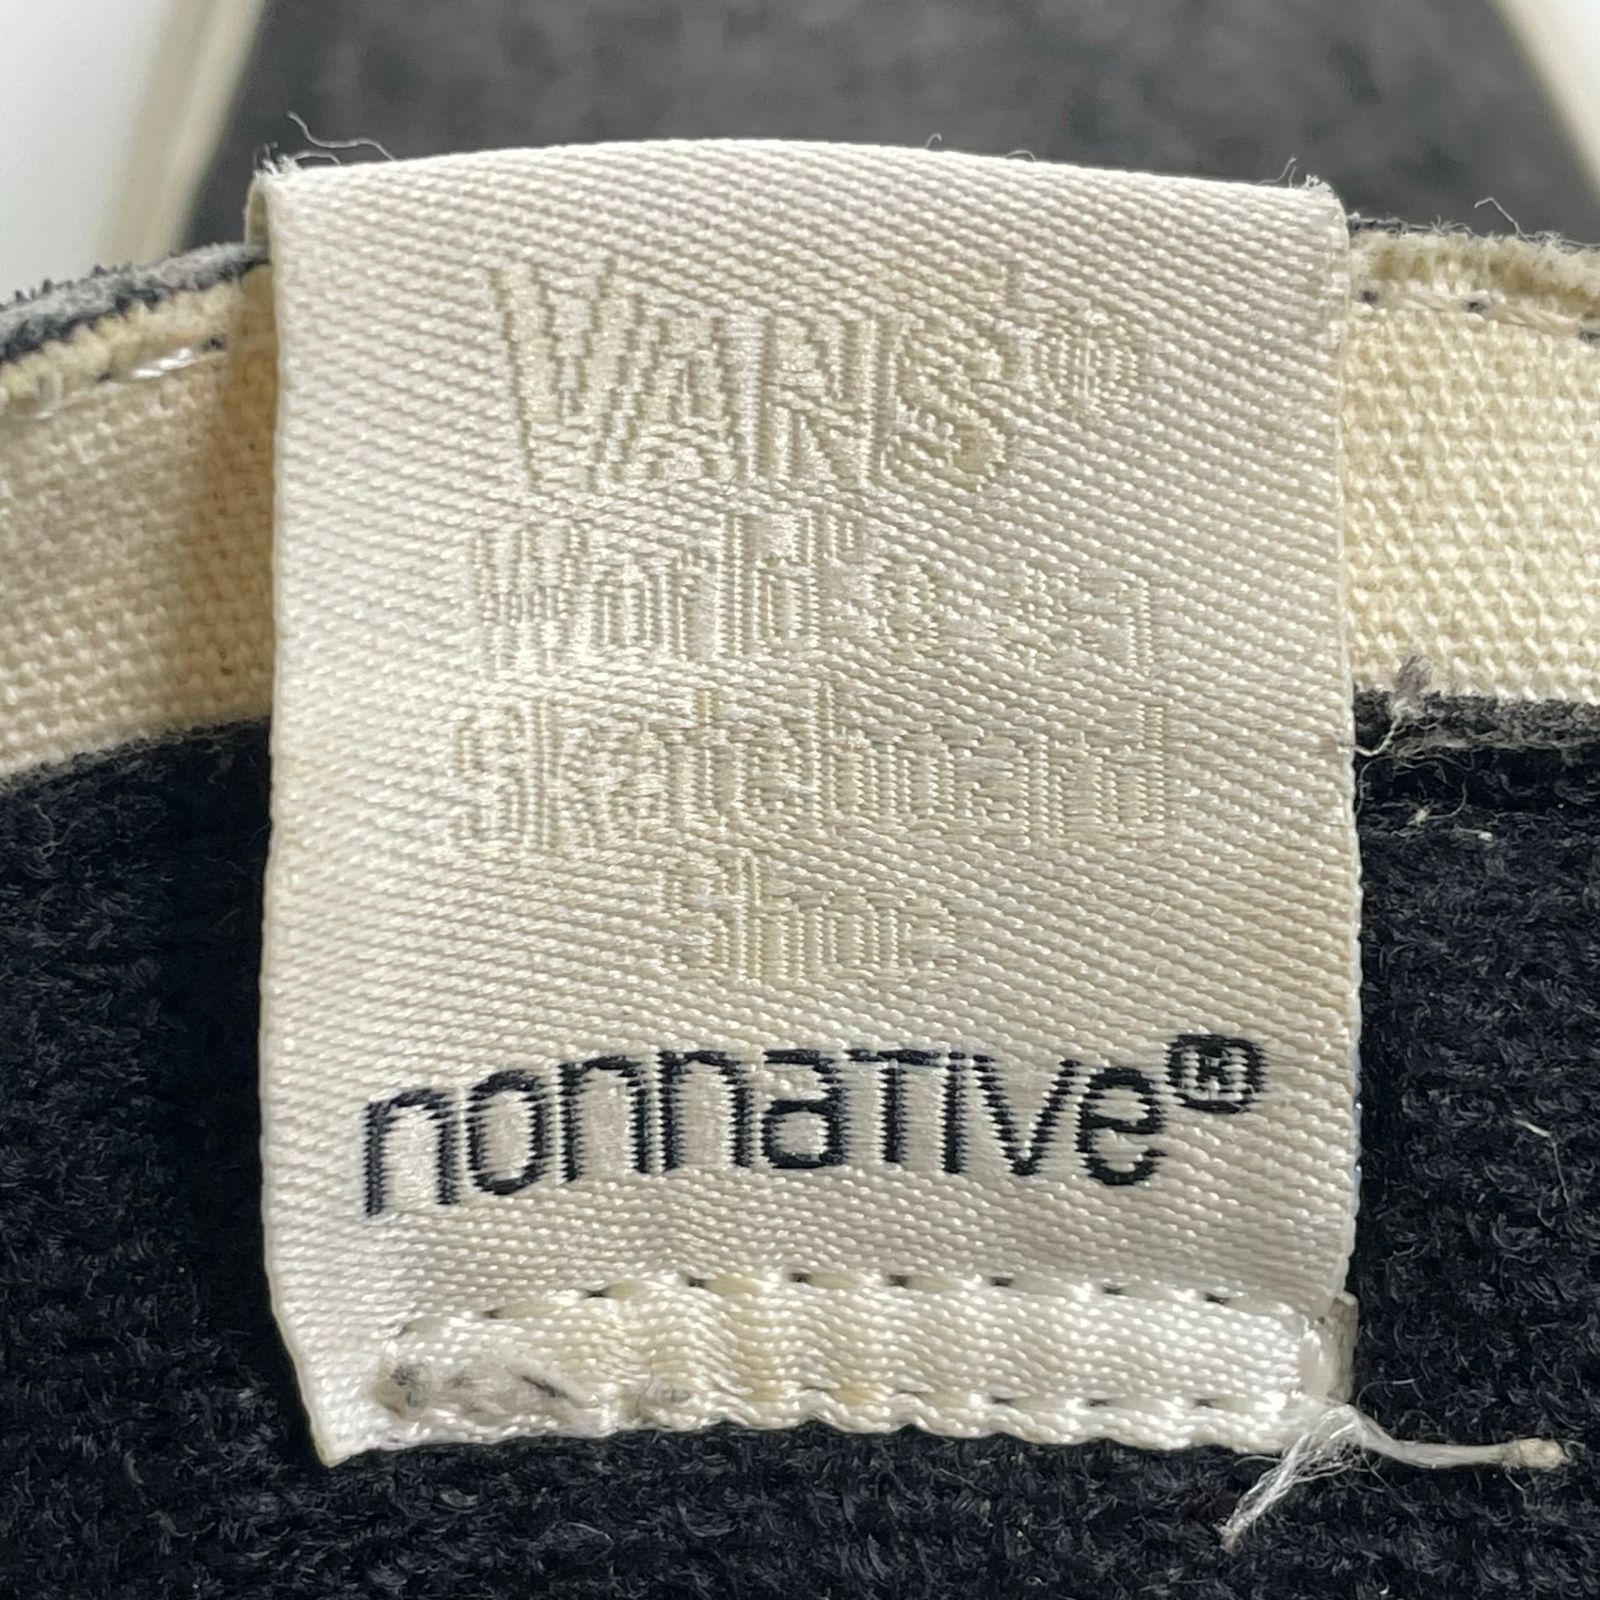 VANS®
World's #1
Skateboard
Shoe
nonnative®